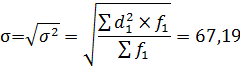 σ=√σ² = √(∑ d₁² × f₁ / ∑ f₁) = 67,19